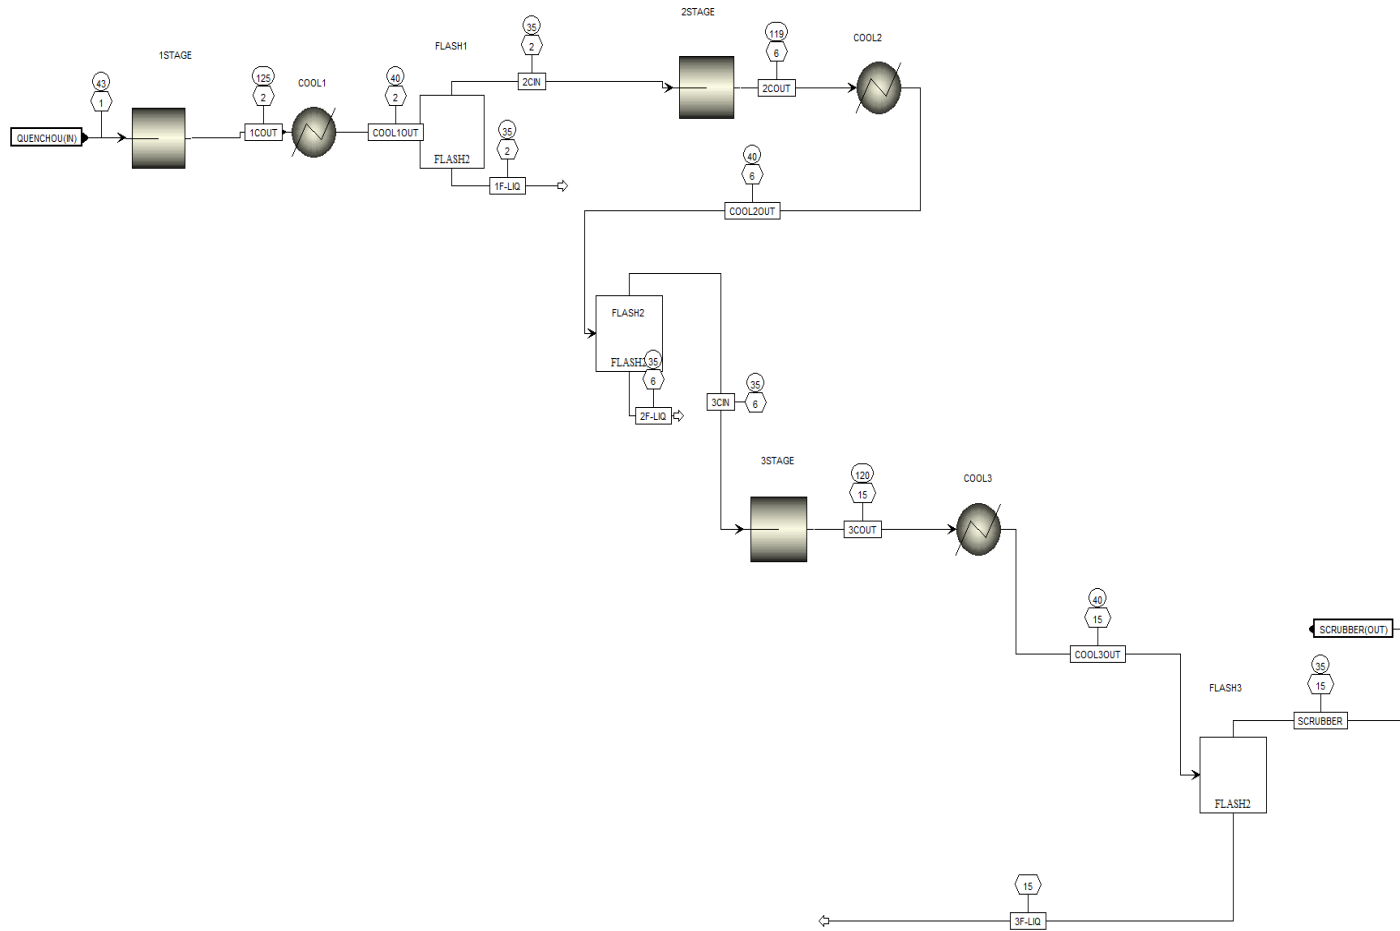 2STAGE
35
2
2CIN
FLASH1
119
6
2COUT
COOL2
1STAGE
43
1
QUENCHOU(IN)
125
2
1COUT
COOL1
40
2
COOL1OUT
FLASH2
35
2
1F-LIQ
40
6
COOL2OUT
FLASH2
35
6
2F-LIQ
35
3CIN
6
3STAGE
120
15
3COUT
COOL3
40
15
COOL3OUT
SCRUBBER(OUT)
35
15
SCRUBBER
FLASH3
FLASH2
15
3F-LIQ